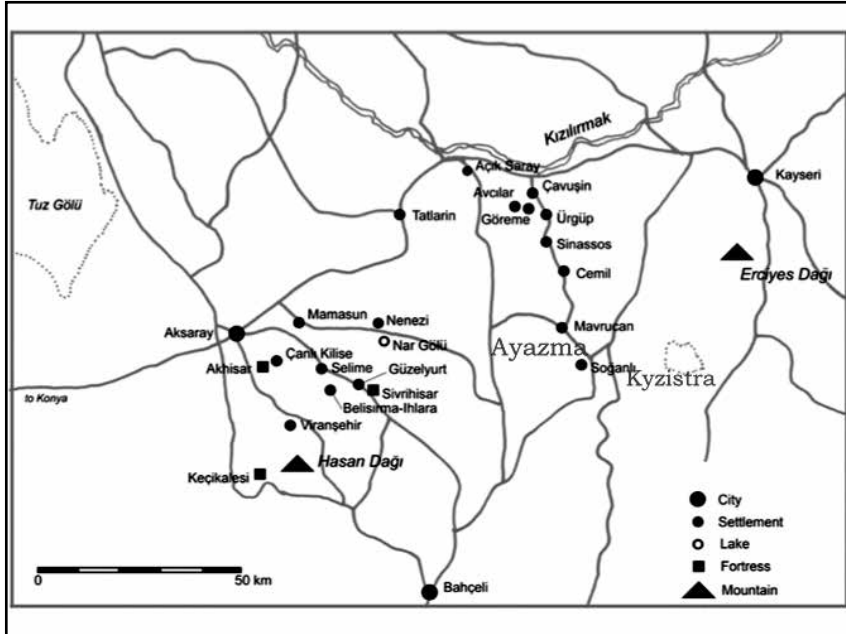 Kızılırmak
Açık Saray
Kayseri
Çavuşin
Avcılar
Tuz Gölü
Tatlarin
Göreme
Ürgüp
Sinassos
Erciyes Dağı
Cemil
Mamasun
Nenezi
Aksaray
Mavrucan
Nar Gölü
Ayazma
Çanlı Kilise
Akhisar
Selime
Güzelyurt
Soğanlı
Kyzistra
to Konya
Sivrihisar
Belisırma-Ihlara
Viranşehir
Hasan Dağı
Keçikalesi
City
Settlement
Lake
Fortress
Mountain
0
50 km
Bahçeli